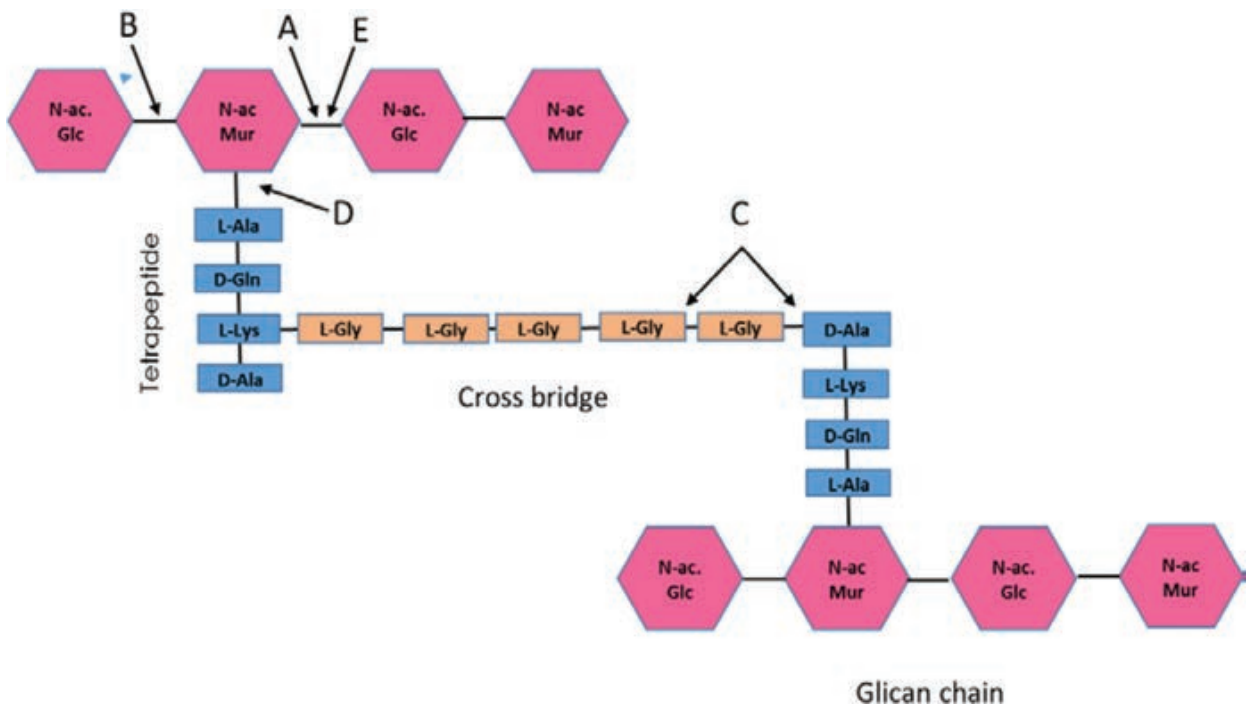 B
A
E
N-ac.
Glc
N-ac
Mur
N-ac.
Glc
N-ac
Mur
D
C
Tetrapeptide
L-Ala
D-Gln
L-Lys
D-Ala
L-Gly
L-Gly
L-Gly
L-Gly
L-Gly
D-Ala
L-Lys
D-Gln
L-Ala
Cross bridge
N-ac.
Glc
N-ac
Mur
N-ac.
Glc
N-ac
Mur
Glican chain